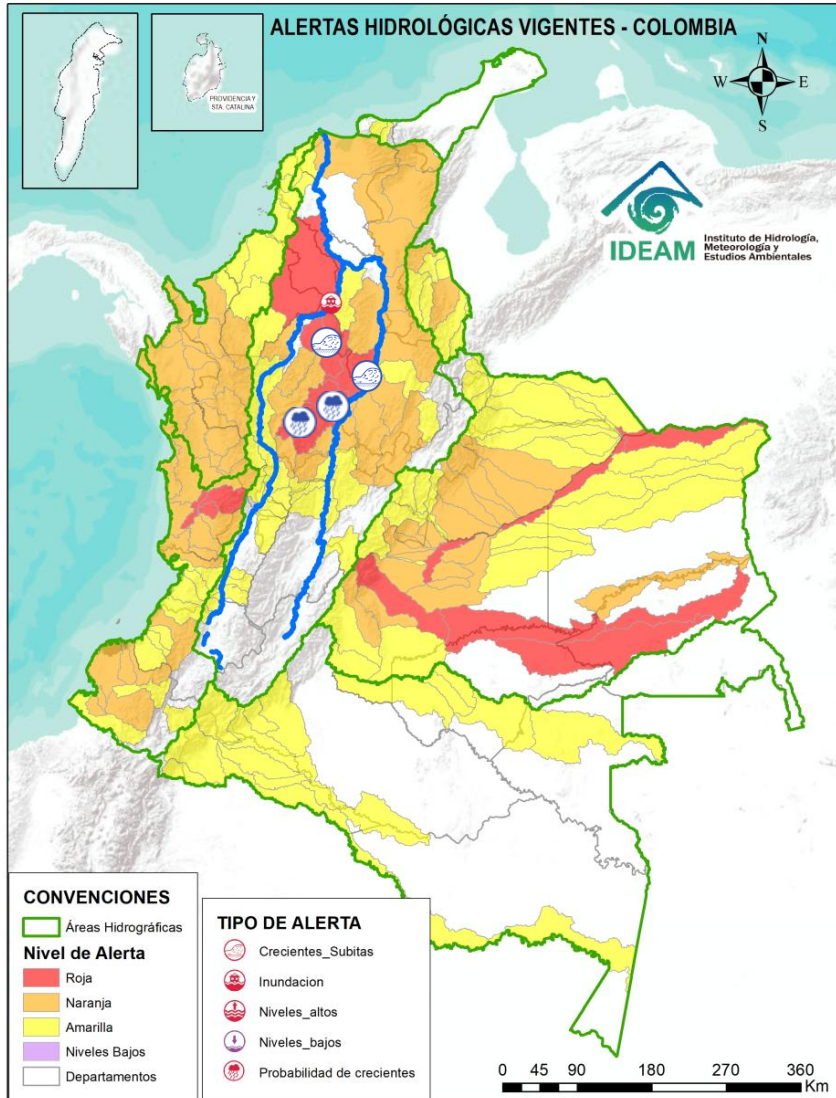 ALERTAS HIDROLÓGICAS VIGENTES - COLOMBIA
PROVIDENCIA Y
STA. CATALINA
N
W
E
S
IDEAM
Instituto de Hidrología,
Meteorología y
Estudios Ambientales
CONVENCIONES
Áreas Hidrográficas
Nivel de Alerta
Roja
Naranja
Amarilla
Niveles Bajos
Departamentos
TIPO DE ALERTA
Crecientes_Subitas
Inundacion
Niveles_altos
Niveles_bajos
Probabilidad de crecientes
0 45 90 180 270 360
Km